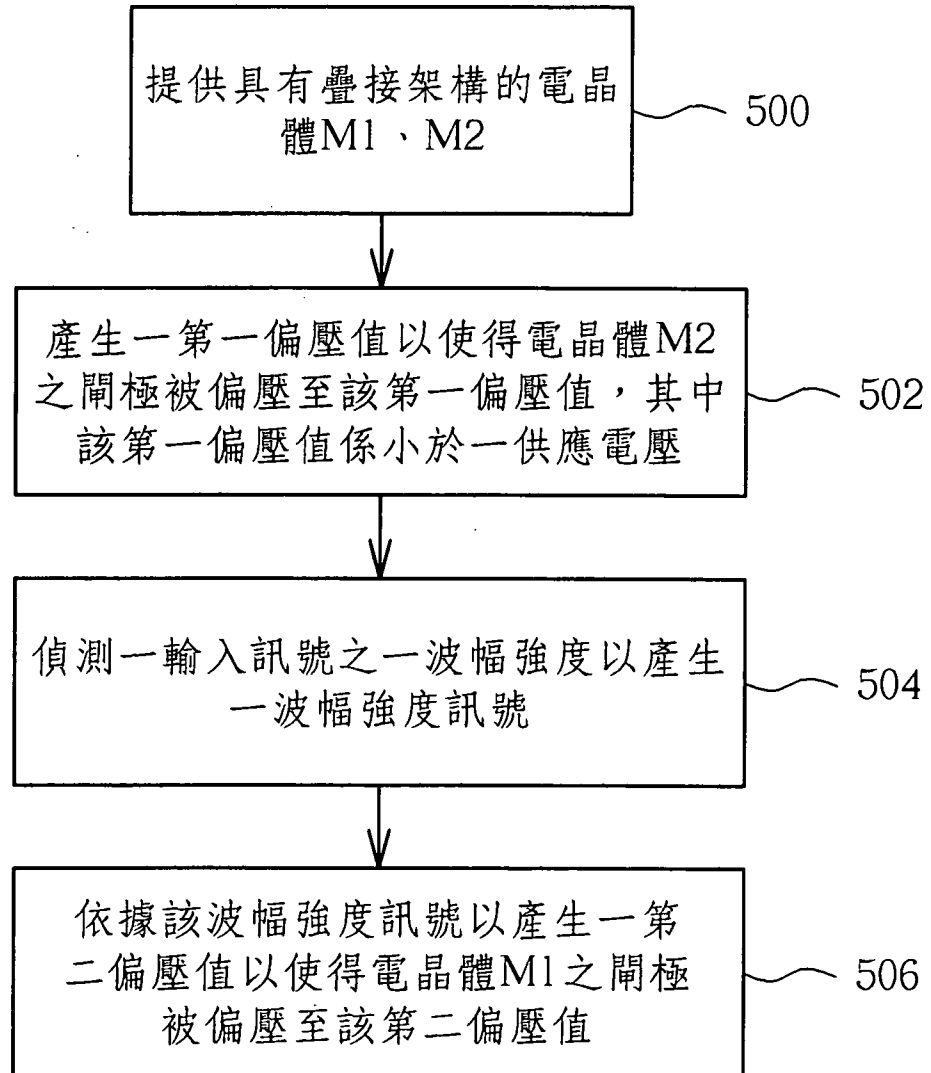 提供具有疊接架構的電晶
體M1、M2
500
產生一第一偏壓值以使得電晶體M2
之閘極被偏壓至該第一偏壓值，其中
該第一偏壓值係小於一供應電壓
502
偵測一輸入訊號之一波幅強度以產生
一波幅強度訊號
504
依據該波幅強度訊號以產生一第
二偏壓值以使得電晶體M1之閘極
被偏壓至該第二偏壓值
506